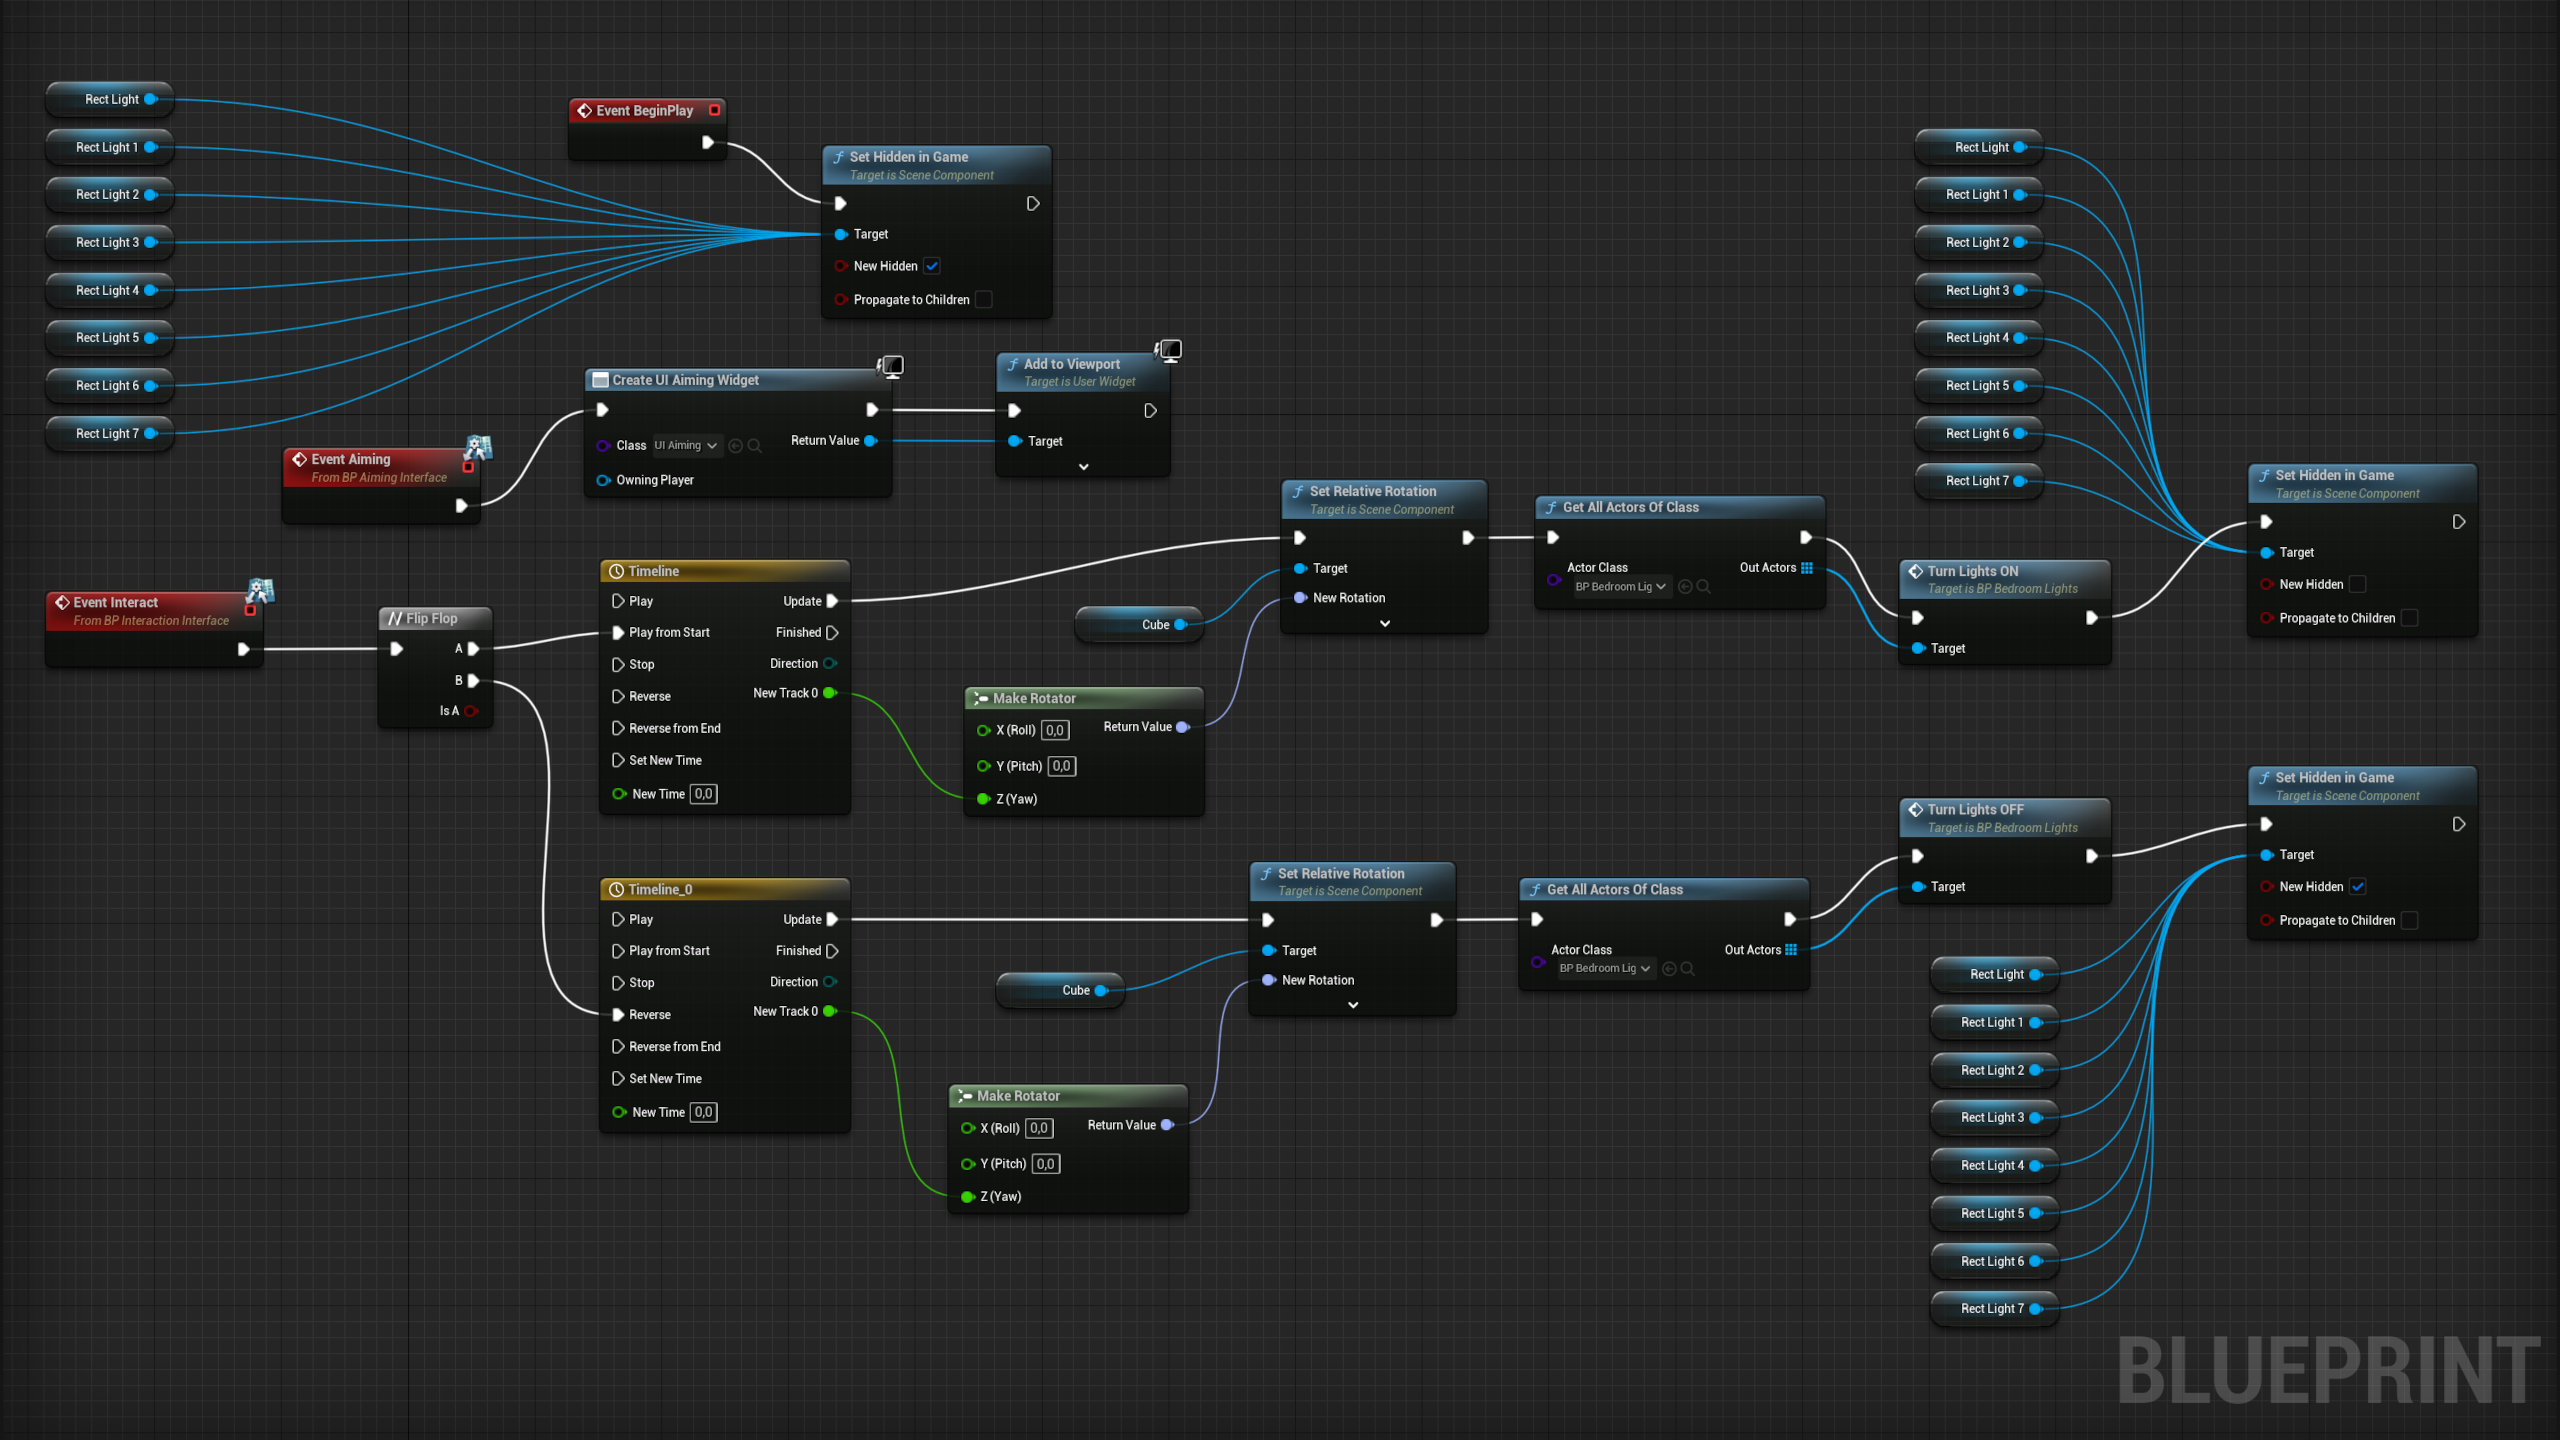 Rect Light
Rect Light 1
Rect Light 2
Rect Light 3
Rect Light 4
Rect Light 5
Rect Light 6
Rect Light 7
Event BeginPlay
Set Hidden in Game
Target is Scene Component
Target
New Hidden
Propagate to Children
Event Aiming
From BP Aiming Interface
Create UI Aiming Widget
Class UI Aiming
Return Value
Owning Player
Add to Viewport
Target is User Widget
Target
Event Interact
From BP Interaction Interface
Flip Flop
A
B
Is A
Timeline
Play
Update
Play from Start
Finished
Stop
Direction
Reverse
New Track 0
Reverse from End
Set New Time
New Time 0,0
Cube
Make Rotator
X (Roll) 0,0
Return Value
Y (Pitch) 0,0
Z (Yaw)
Set Relative Rotation
Target is Scene Component
Target
New Rotation
Get All Actors Of Class
Actor Class
BP Bedroom Lig
Out Actors
Turn Lights ON
Target is BP Bedroom Lights
Target
Rect Light
Rect Light 1
Rect Light 2
Rect Light 3
Rect Light 4
Rect Light 5
Rect Light 6
Rect Light 7
Set Hidden in Game
Target is Scene Component
Target
New Hidden
Propagate to Children
Timeline_0
Play
Update
Play from Start
Finished
Stop
Direction
Reverse
New Track 0
Reverse from End
Set New Time
New Time 0,0
Cube
Make Rotator
X (Roll) 0,0
Return Value
Y (Pitch) 0,0
Z (Yaw)
Set Relative Rotation
Target is Scene Component
Target
New Rotation
Get All Actors Of Class
Actor Class
BP Bedroom Lig
Out Actors
Turn Lights OFF
Target is BP Bedroom Lights
Target
Set Hidden in Game
Target is Scene Component
Target
New Hidden
Propagate to Children
Rect Light
Rect Light 1
Rect Light 2
Rect Light 3
Rect Light 4
Rect Light 5
Rect Light 6
Rect Light 7
BLUEPRINT